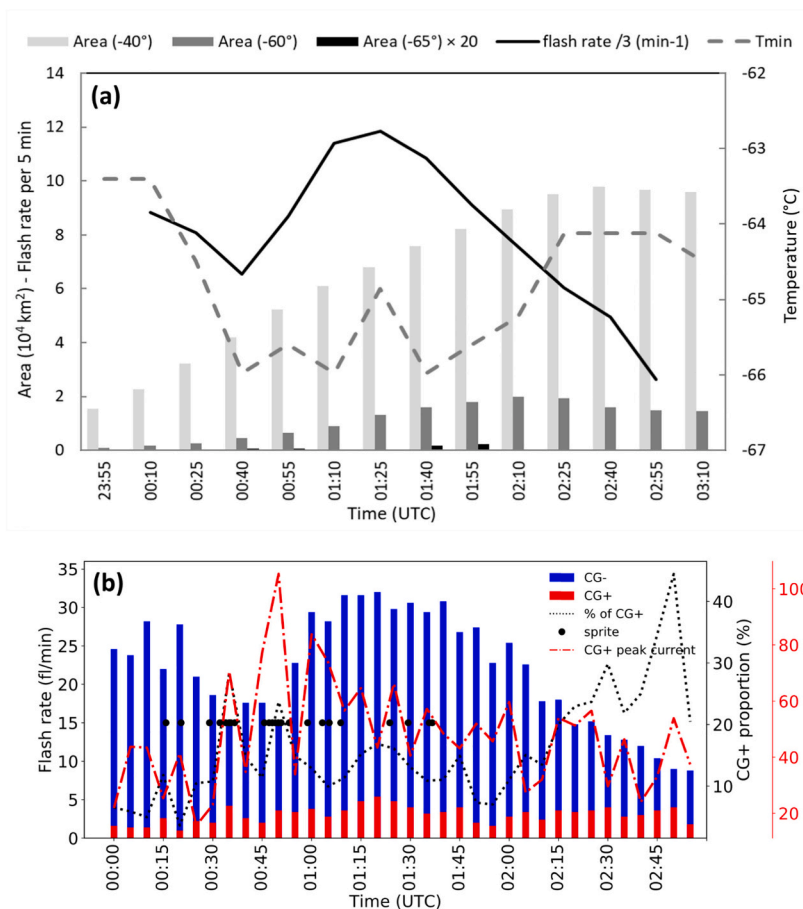 Area (-40°) Area (-60°) Area (-65°) × 20 flash rate /3 (min-1) Tmin
(a)
Area (10⁴ km²) - Flash rate per 5 min
14
12
10
8
6
4
2
0
-62
-63
-64
-65
-66
-67
Temperature (°C)
23:55 00:10 00:25 00:40 00:55 01:10 01:25 01:40 01:55 02:10 02:25 02:40 02:55 03:10
Time (UTC)
(b)
Flash rate (fl/min)
35
30
25
20
15
10
5
0
CG-
CG+
% of CG+
sprite
CG+ peak current
40
30
20
10
CG+ proportion (%)
80
60
40
20
00:00 00:15 00:30 00:45 01:00 01:15 01:30 01:45 02:00 02:15 02:30 02:45
Time (UTC)